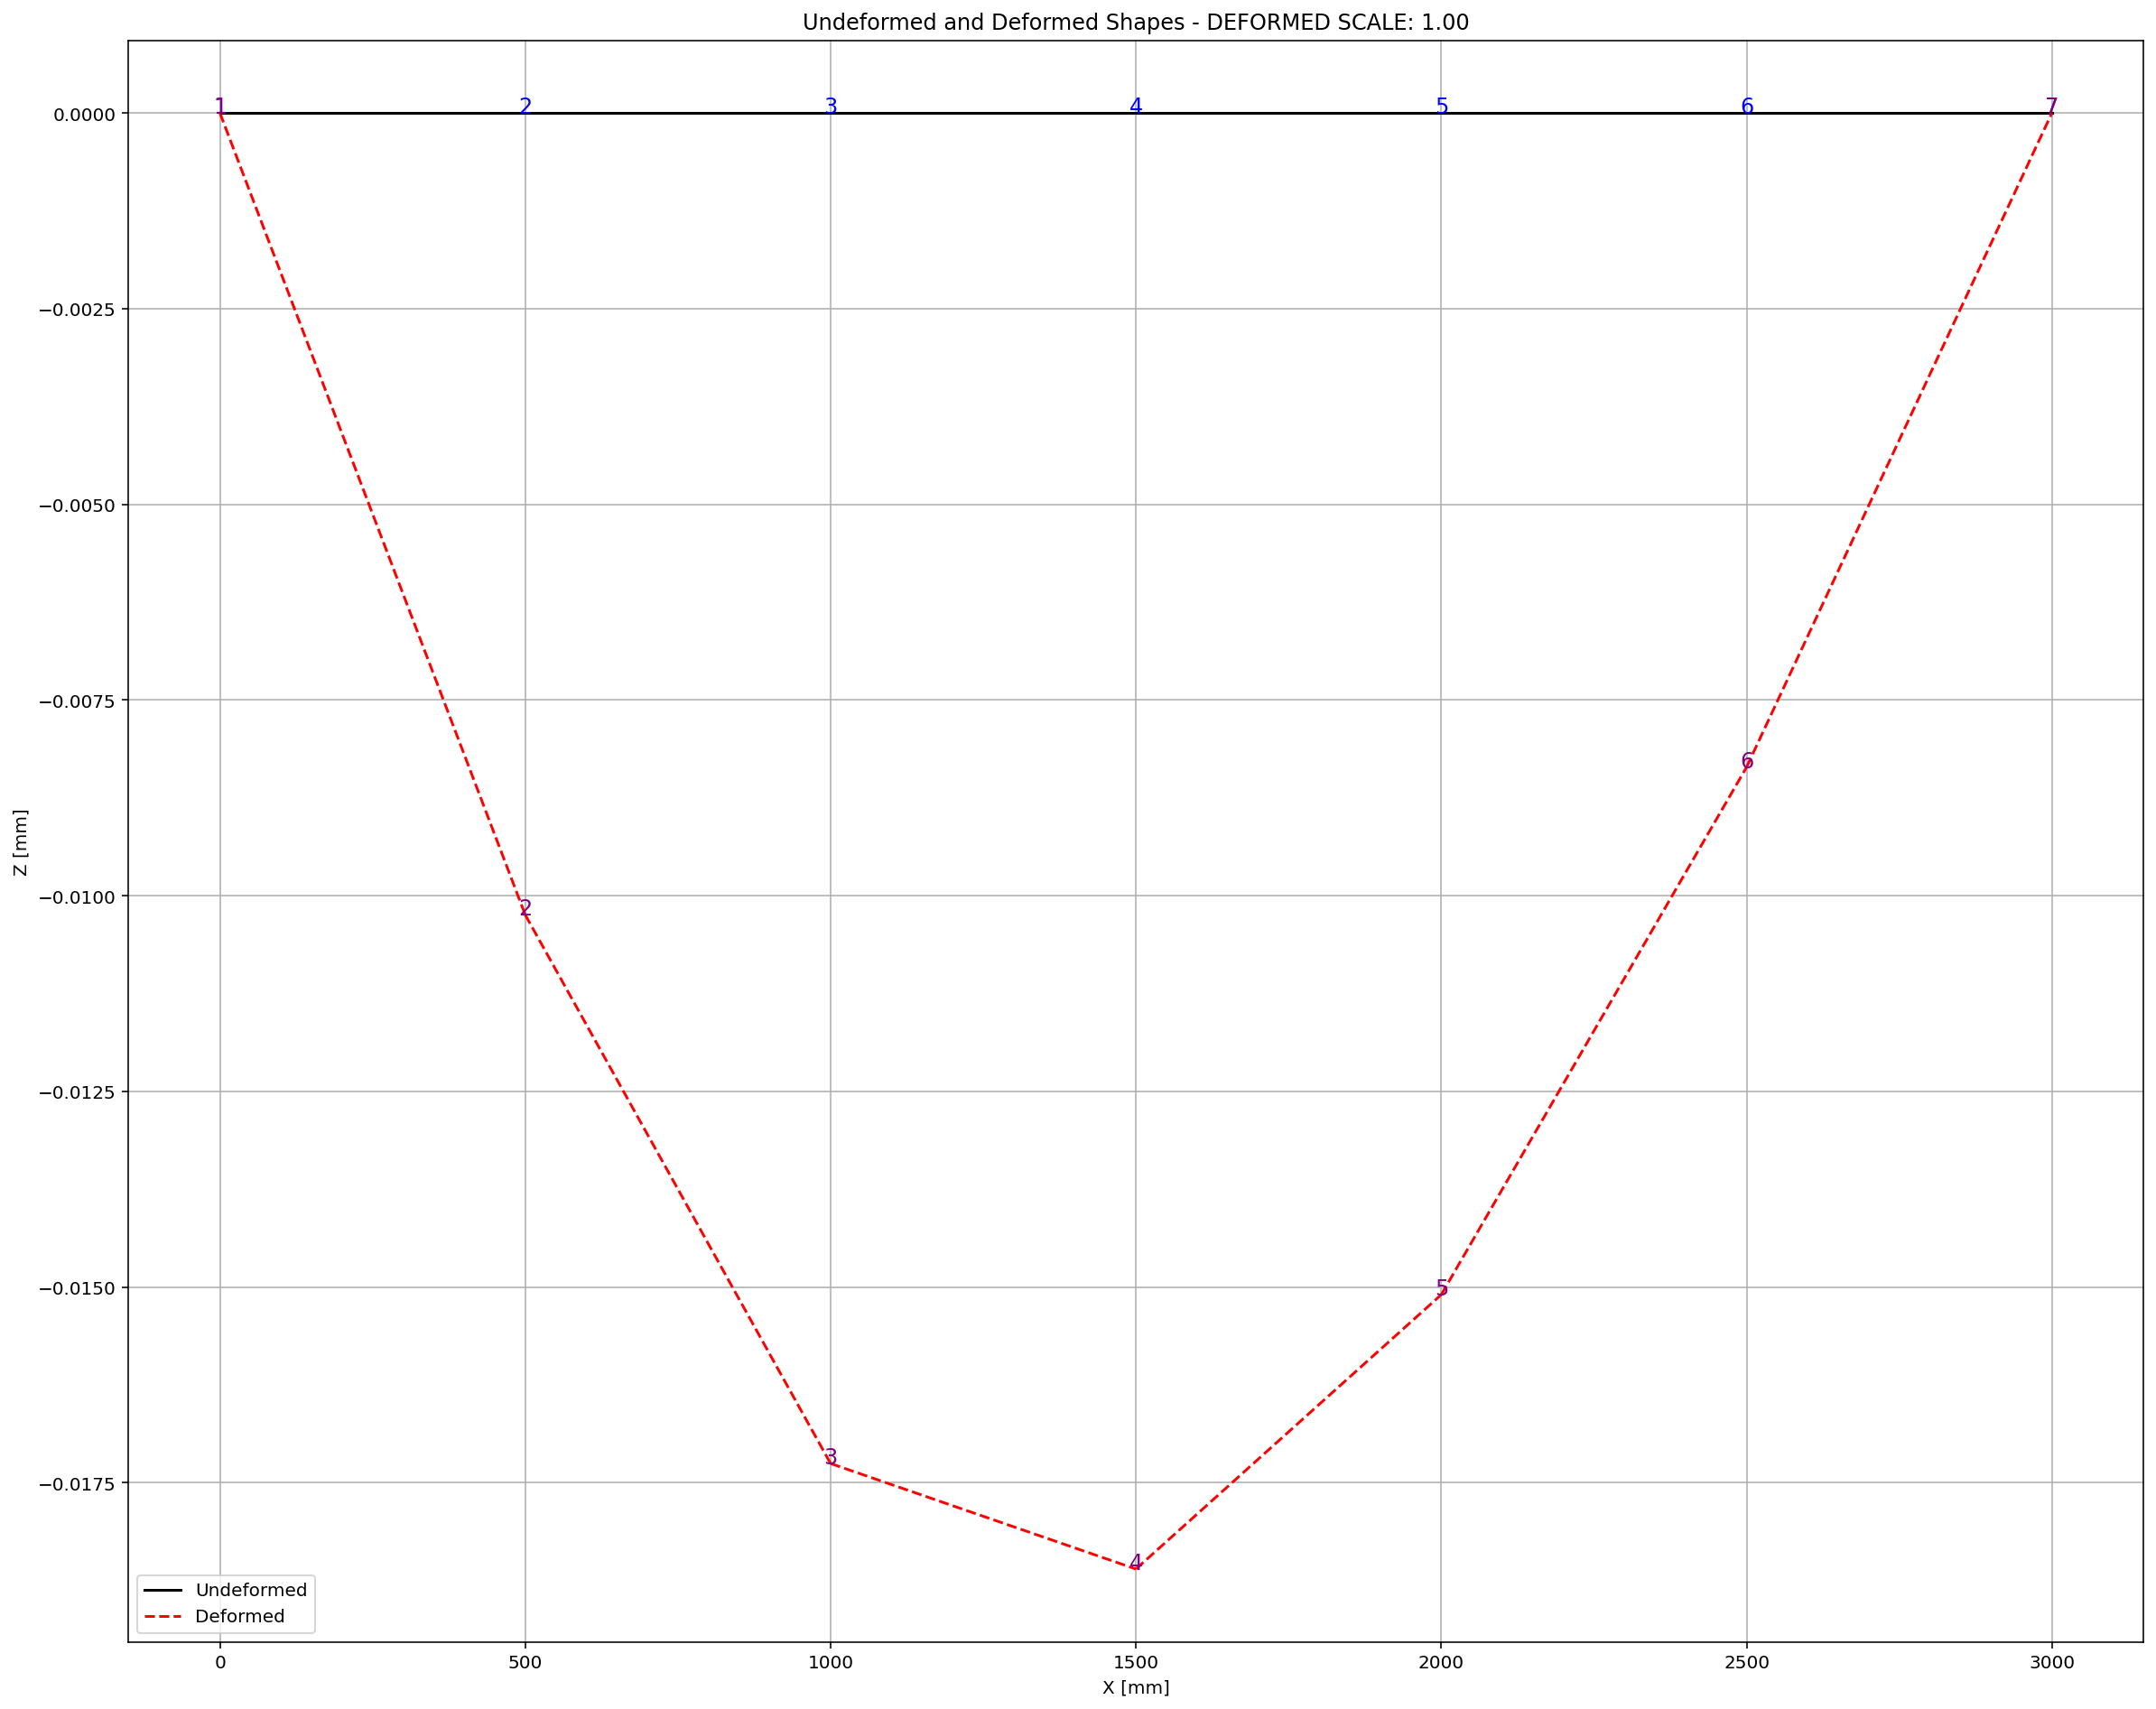 Undeformed and Deformed Shapes - DEFORMED SCALE: 1.00
0.0000
−0.0025
−0.0050
−0.0075
−0.0100
−0.0125
−0.0150
−0.0175
Z [mm]
1 2 3 4 5 6 7
6
2
5
3
4
Undeformed
Deformed
0 500 1000 1500 2000 2500 3000
X [mm]